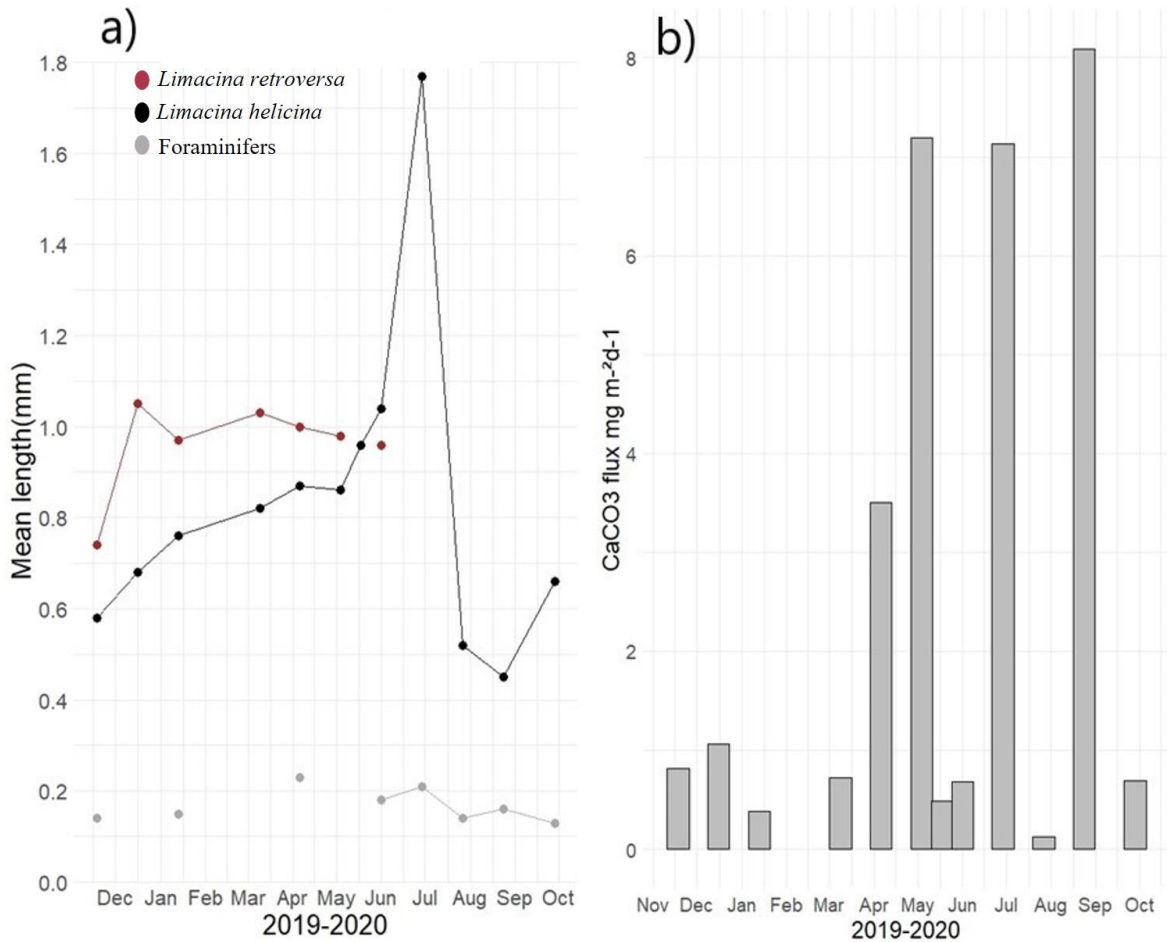 a)
Limacina retroversa
Limacina helicina
Foraminifers
Mean length(mm)
1.8
1.6
1.4
1.2
1.0
0.8
0.6
0.4
0.2
0.0
Dec Jan Feb Mar Apr May Jun Jul Aug Sep Oct
2019-2020
b)
CaCO3 flux mg m-²d-1
8
6
4
2
0
Nov Dec Jan Feb Mar Apr May Jun Jul Aug Sep Oct
2019-2020